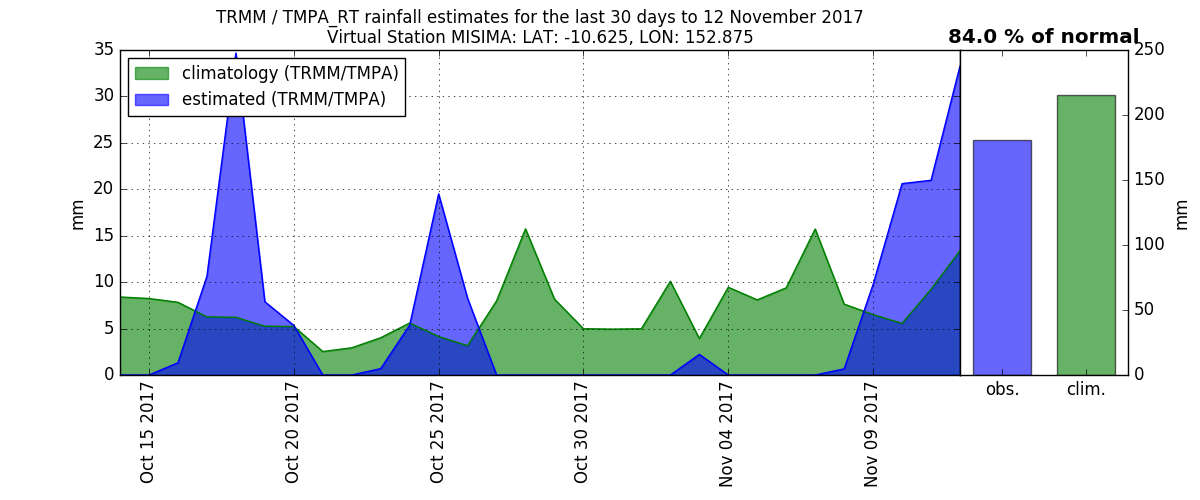 TRMM / TMPA_RT rainfall estimates for the last 30 days to 12 November 2017
Virtual Station MISIMA: LAT: -10.625, LON: 152.875
84.0 % of normal
climatology (TRMM/TMPA)
estimated (TRMM/TMPA)
35
30
25
20
15
10
5
0
mm
Oct 15 2017
Oct 20 2017
Oct 25 2017
Oct 30 2017
Nov 04 2017
Nov 09 2017
obs.
clim.
250
200
150
100
50
0
mm